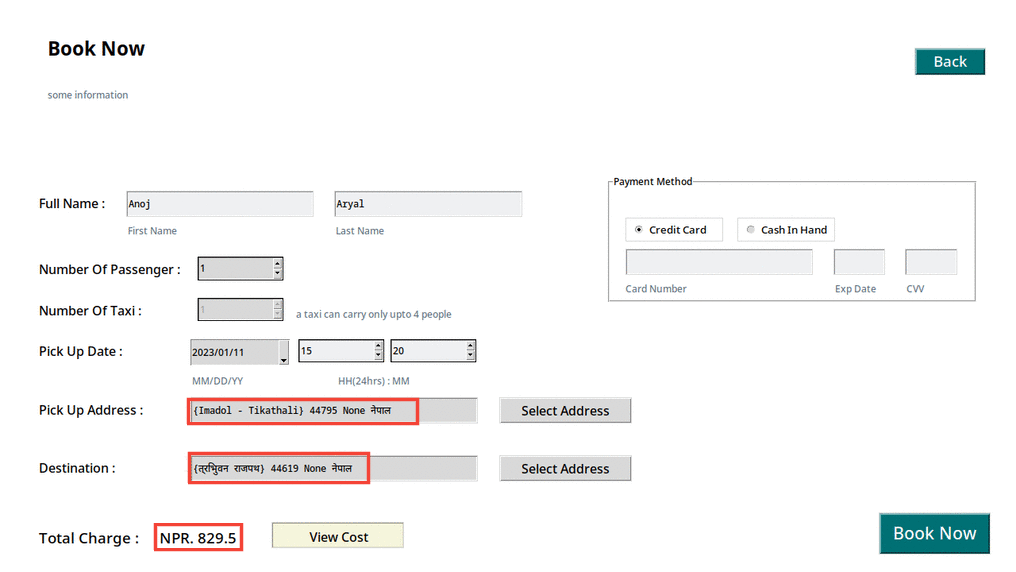 Book Now
Back
some information
Full Name : Anoj Aryal
First Name Last Name
Payment Method
Credit Card Cash In Hand
Card Number Exp Date CVV
Number Of Passenger : 1
Number Of Taxi : 1 a taxi can carry only upto 4 people
Pick Up Date : 2023/01/11 15 20
MM/DD/YY HH(24hrs) : MM
Pick Up Address : {Imadol - Tikathali} 44795 None नेपाल Select Address
Destination : {त्रिभुवन राजपथ} 44619 None नेपाल Select Address
Total Charge : NPR. 829.5 View Cost Book Now